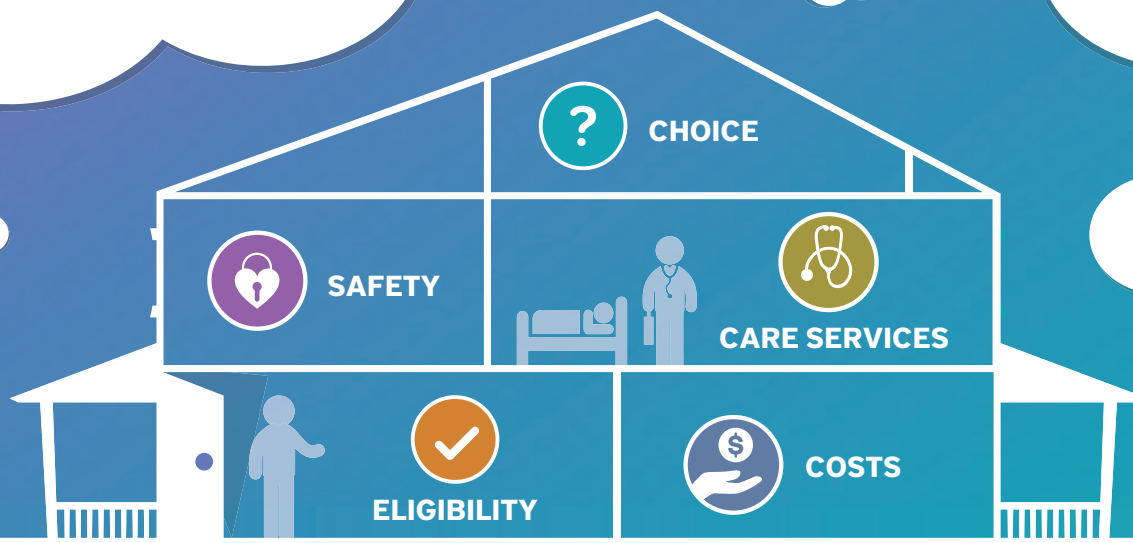 ?
CHOICE
SAFETY
CARE SERVICES
ELIGIBILITY
$
COSTS